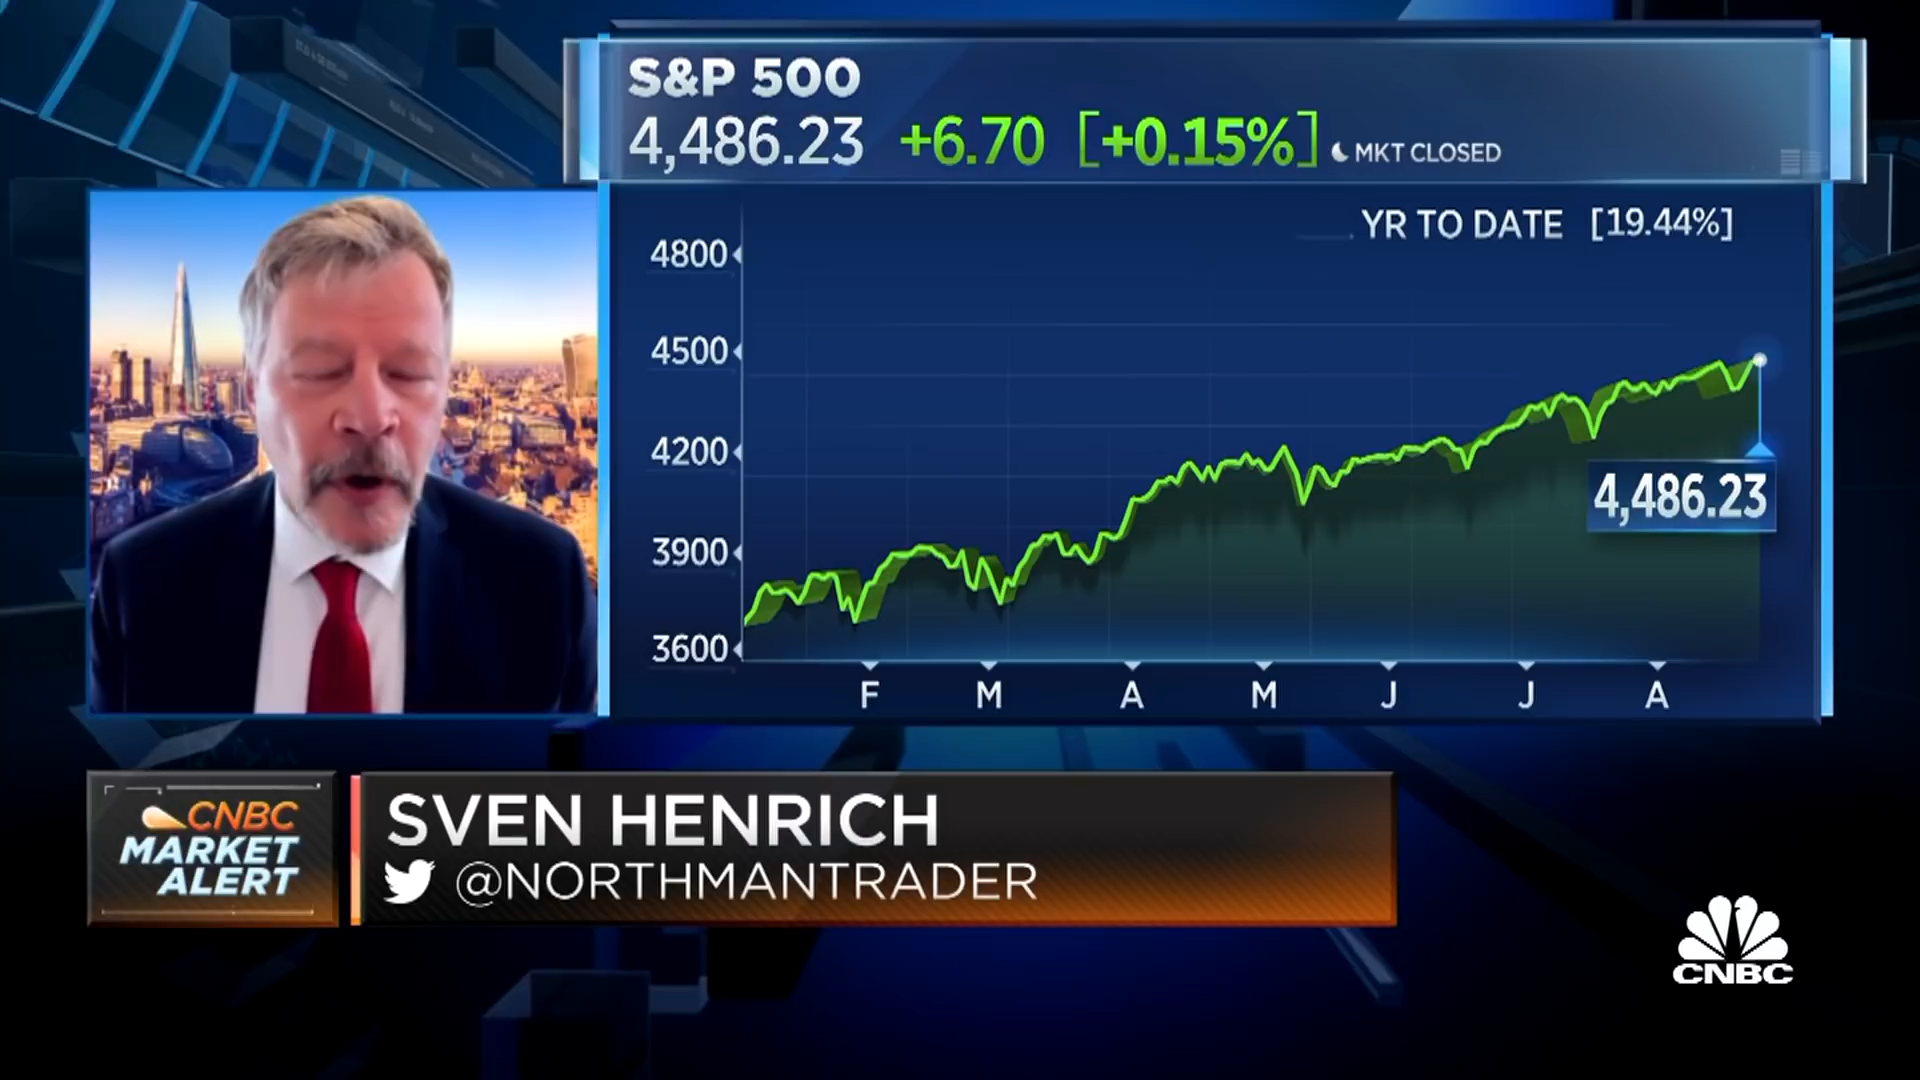 S&P 500
4,486.23 +6.70 [+0.15%] MKT CLOSED
YR TO DATE [19.44%]
4800
4500
4200
3900
3600
4,486.23
F M A M J J A
CNBC
MARKET
ALERT
SVEN HENRICH
@NORTHMANTRADER
CNBC